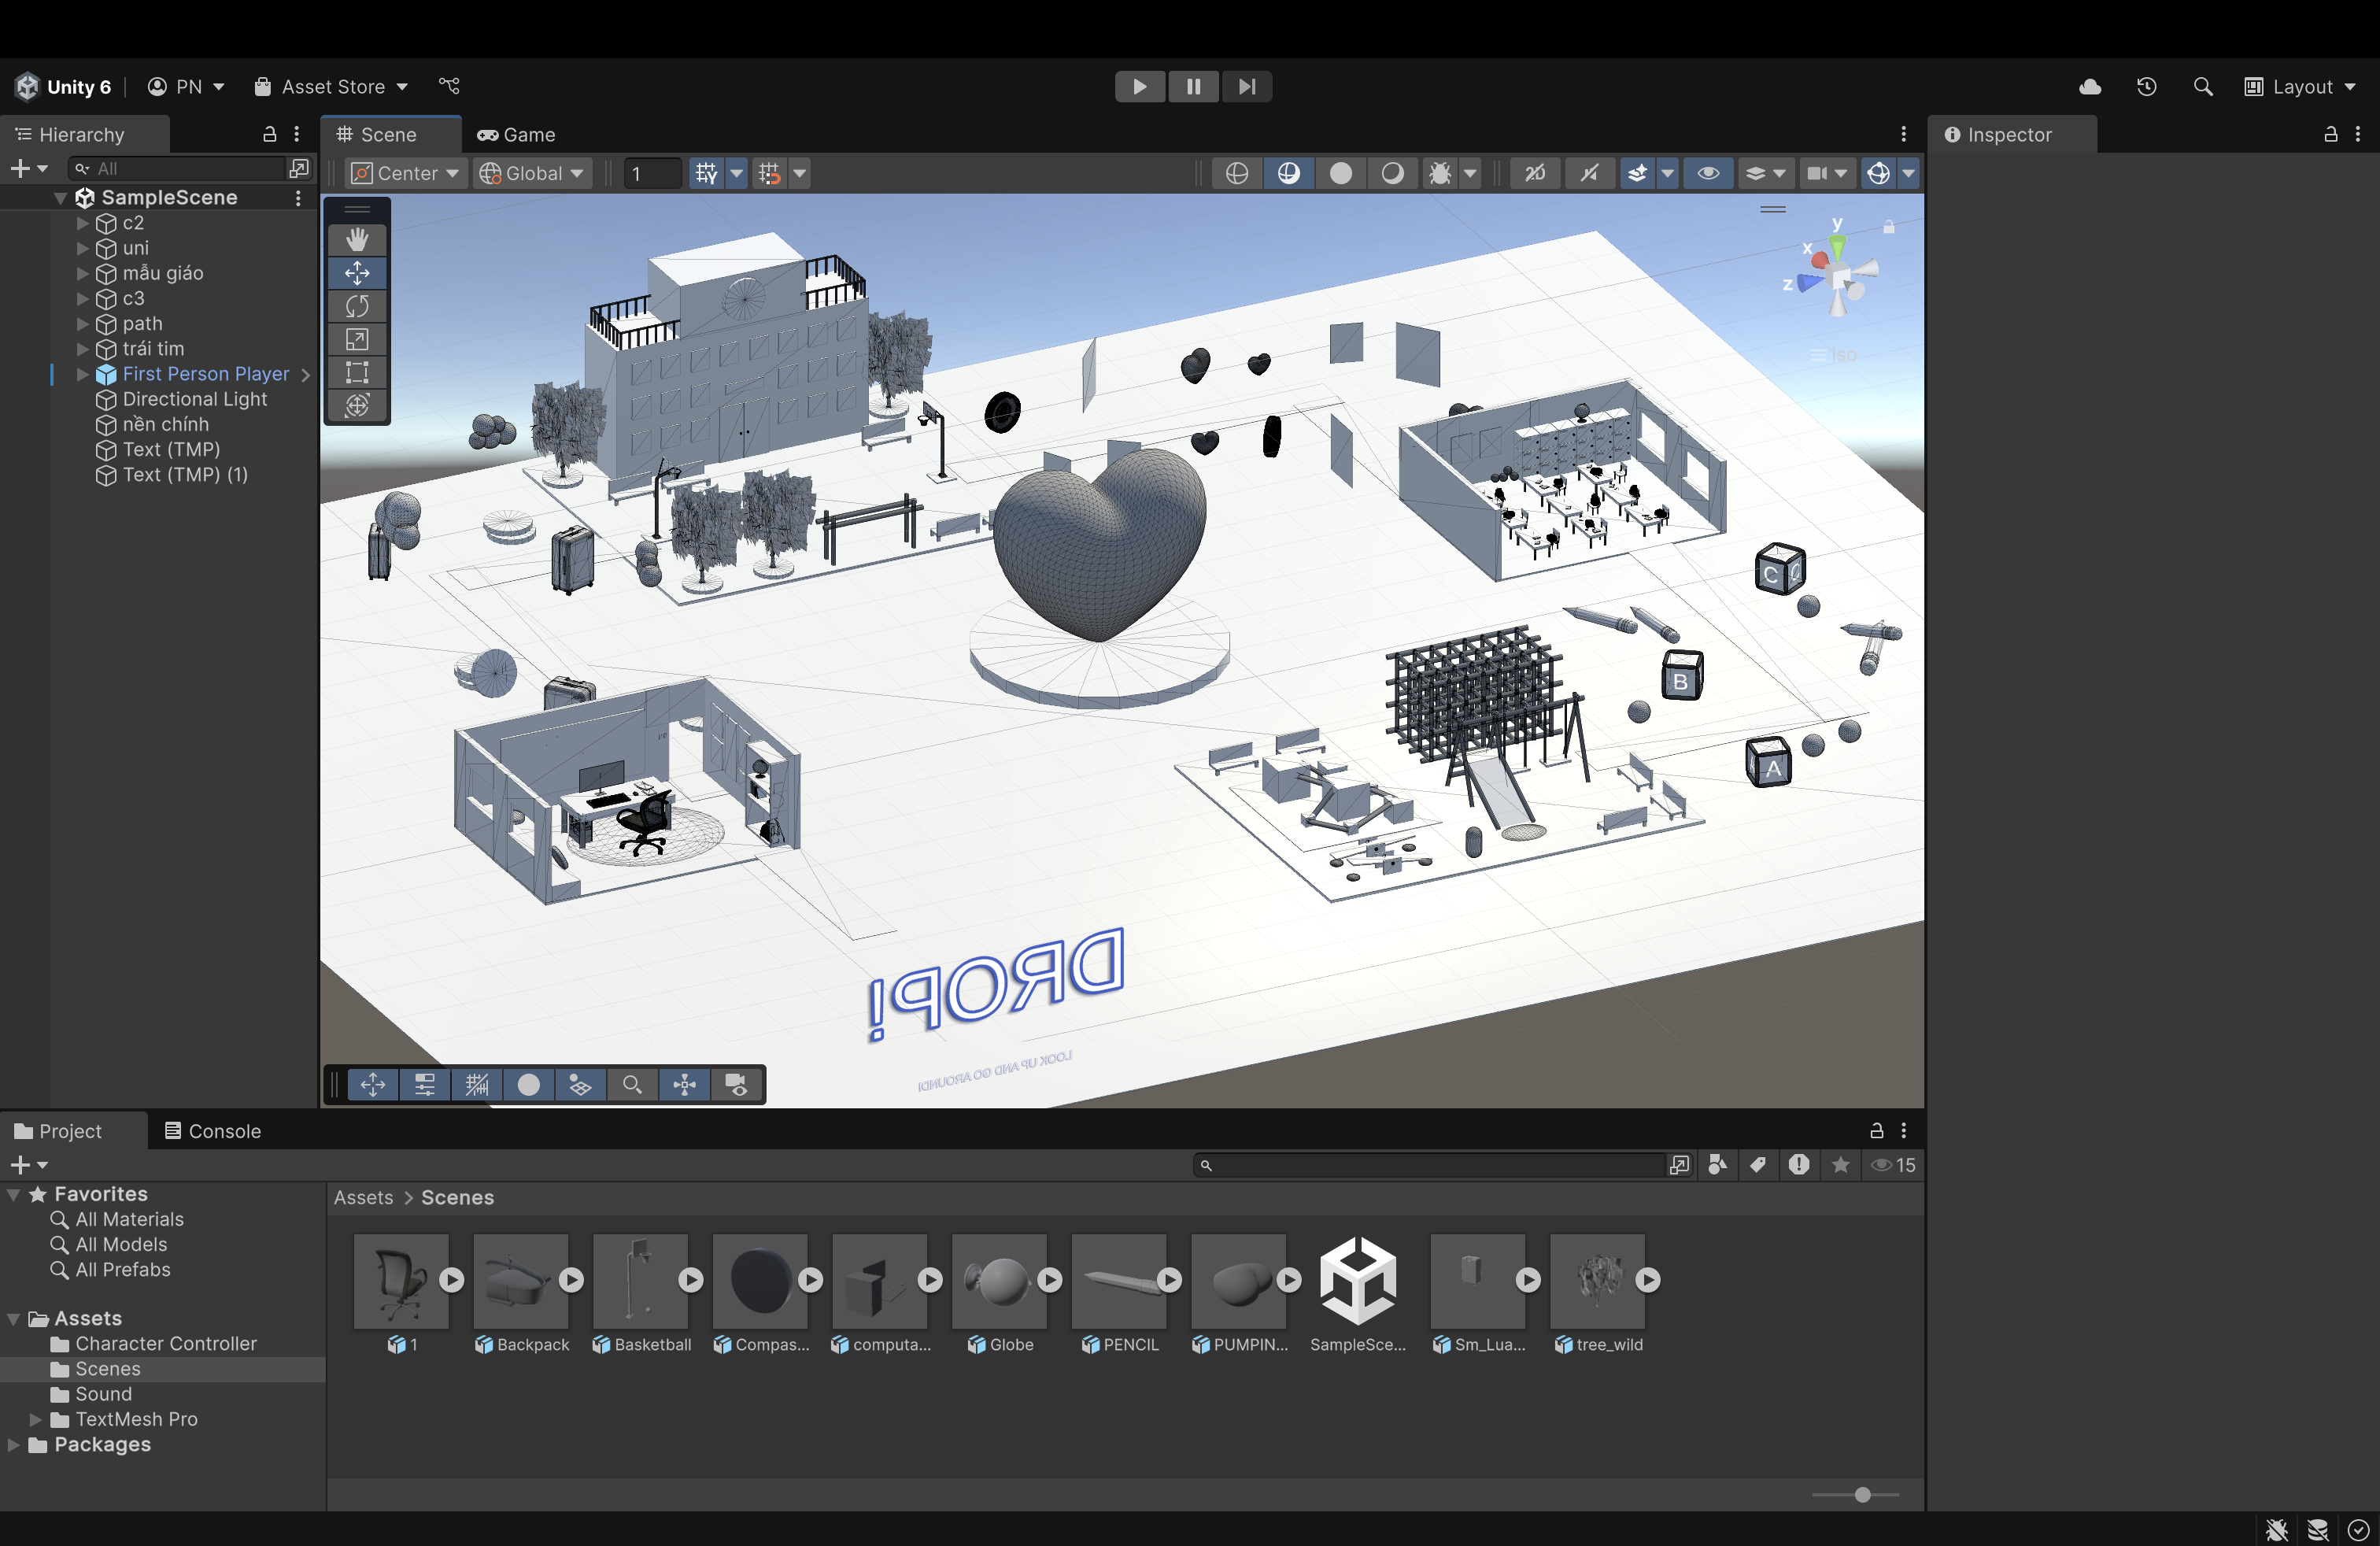 Unity 6 PN Asset Store Layout
Hierarchy
Scene Game
Inspector
All
Center Global 1 2D
SampleScene
c2
uni
mẫu giáo
c3
path
trái tim
First Person Player
Directional Light
nền chính
Text (TMP)
Text (TMP) (1)
y
x
z
Iso
C
B
A
DROP!
LOOK UP AND GO AROUND!
Project Console
15
Favorites
All Materials
All Models
All Prefabs
Assets
Character Controller
Scenes
Sound
TextMesh Pro
Packages
Assets > Scenes
1 Backpack Basketball Compas... computa... Globe PENCIL PUMPIN... SampleSce... Sm_Lua... tree_wild